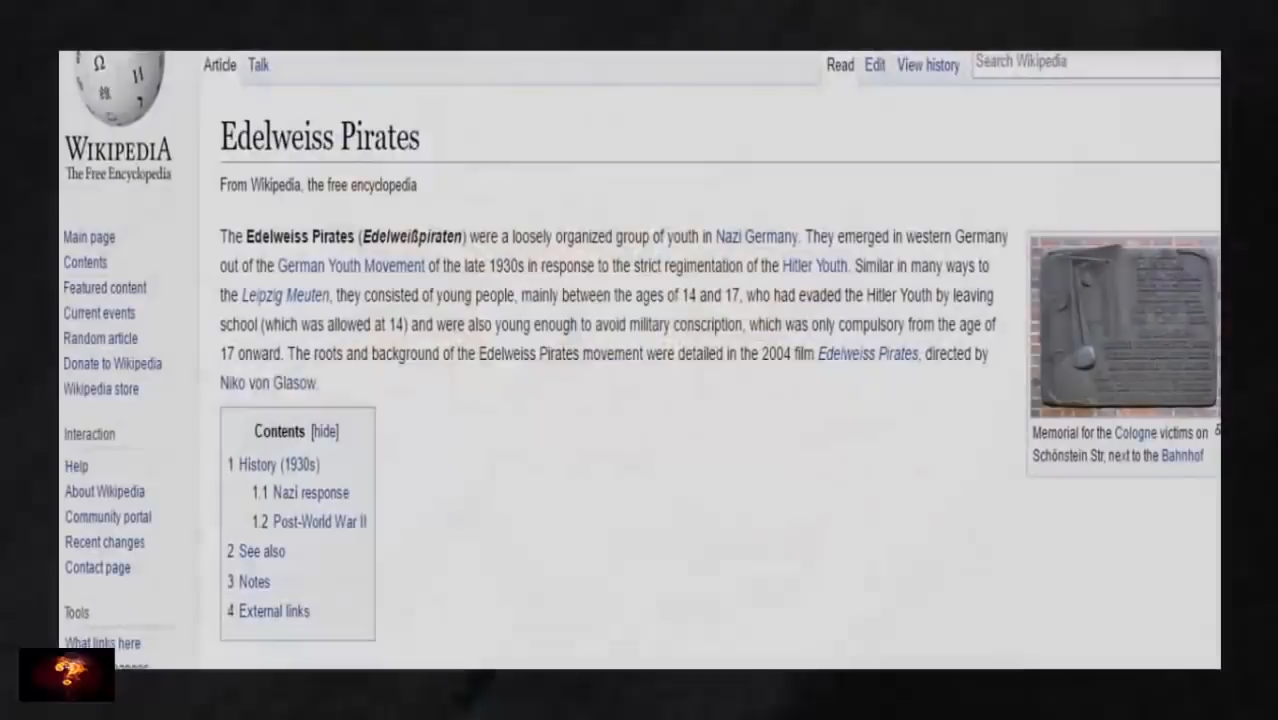 Article Talk Read Edit View history Search Wikipedia
WIKIPEDIA
The Free Encyclopedia
Main page
Contents
Featured content
Current events
Random article
Donate to Wikipedia
Wikipedia store
Interaction
Help
About Wikipedia
Community portal
Recent changes
Contact page
Tools
What links here
Edelweiss Pirates
From Wikipedia, the free encyclopedia
The Edelweiss Pirates (Edelweißpiraten) were a loosely organized group of youth in Nazi Germany. They emerged in western Germany
out of the German Youth Movement of the late 1930s in response to the strict regimentation of the Hitler Youth. Similar in many ways to
the Leipzig Meuten, they consisted of young people, mainly between the ages of 14 and 17, who had evaded the Hitler Youth by leaving
school (which was allowed at 14) and were also young enough to avoid military conscription, which was only compulsory from the age of
17 onward. The roots and background of the Edelweiss Pirates movement were detailed in the 2004 film Edelweiss Pirates, directed by
Niko von Glasow.
Contents [hide]
1 History (1930s)
1.1 Nazi response
1.2 Post-World War II
2 See also
3 Notes
4 External links
Memorial for the Cologne victims on
Schönstein Str, next to the Bahnhof